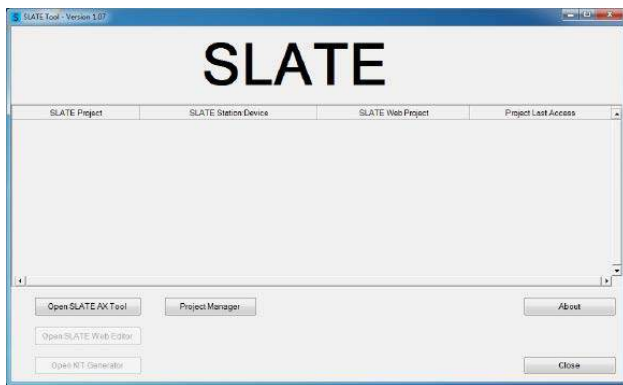 SLATE Tool - Version 1.07
SLATE
SLATE Project SLATE Station Device SLATE Web Project Project Last Access
Open SLATE AX Tool Project Manager About
Open SLATE Web Editor
Open KIT Generator Close